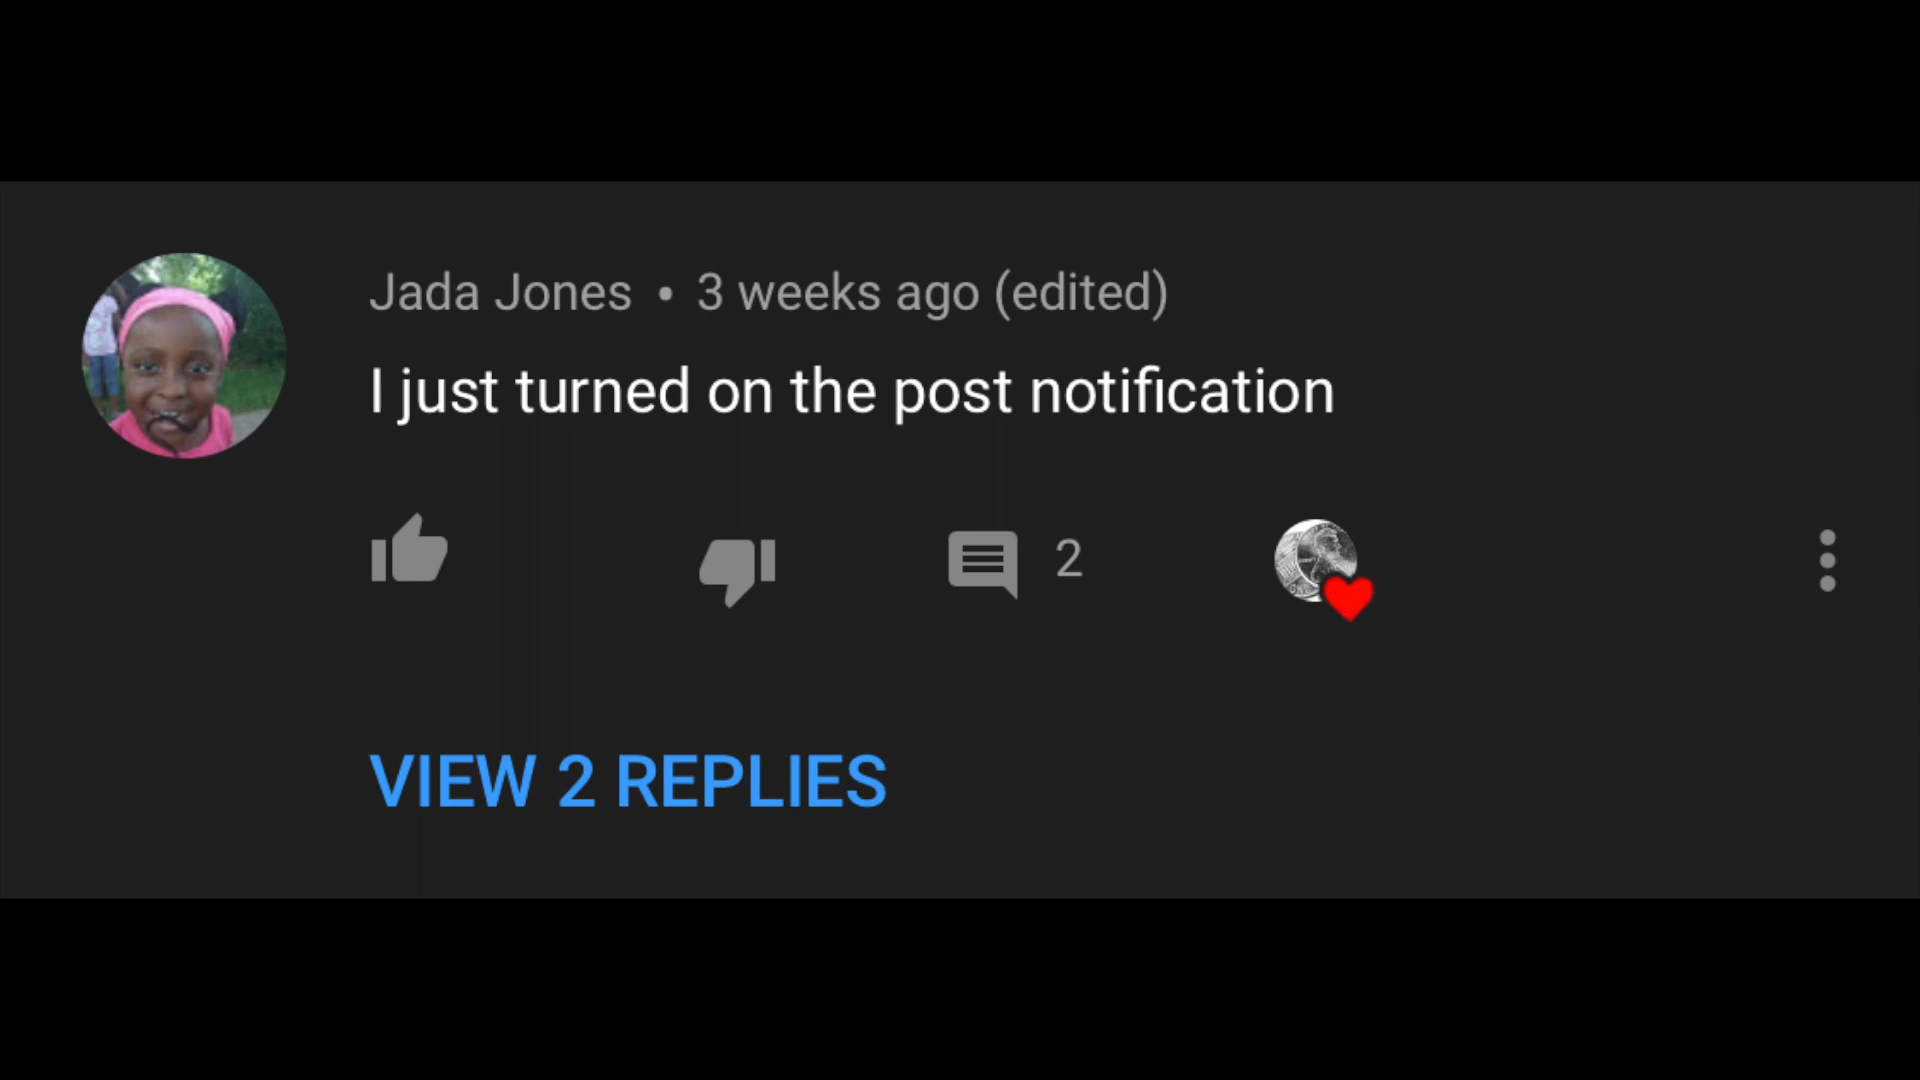 Jada Jones • 3 weeks ago (edited)
I just turned on the post notification
2
VIEW 2 REPLIES